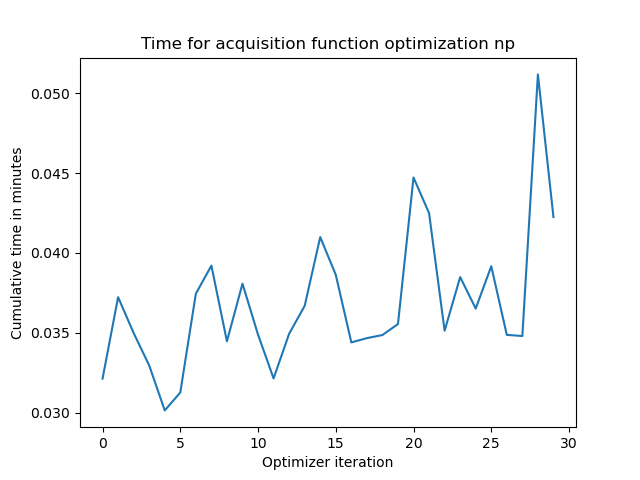 Time for acquisition function optimization np
Cumulative time in minutes
0.050
0.045
0.040
0.035
0.030
0 5 10 15 20 25 30
Optimizer iteration